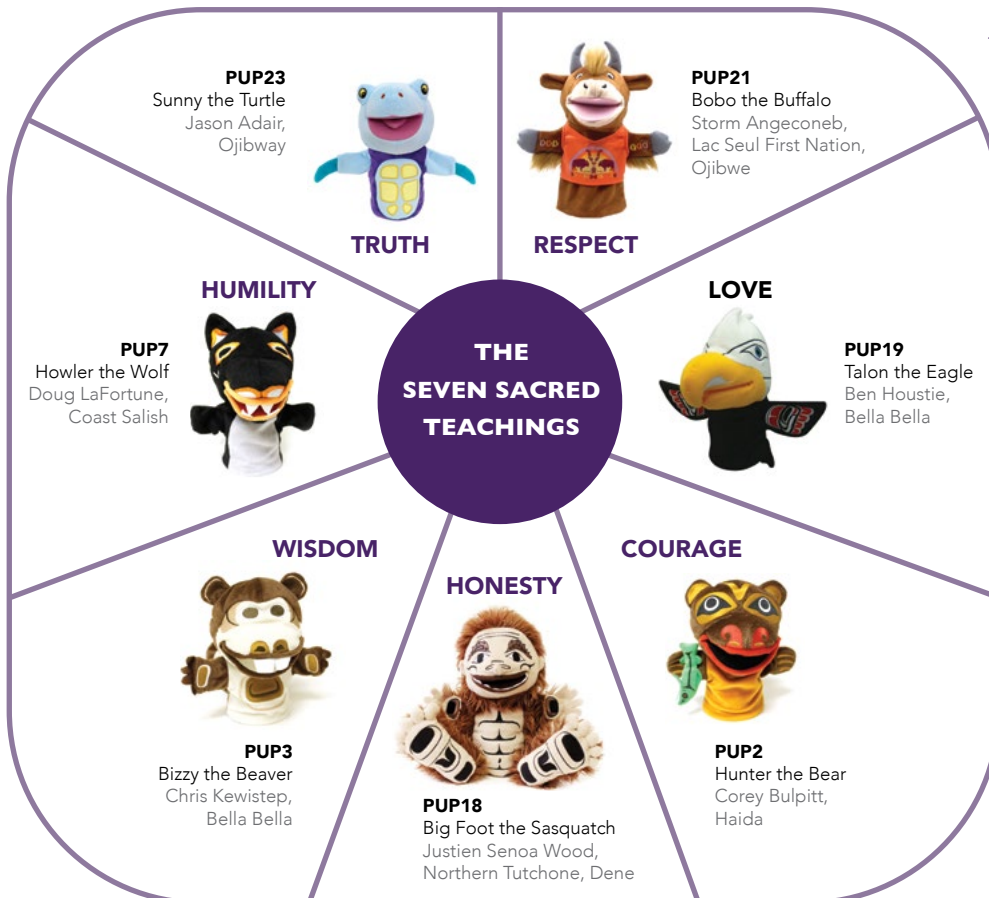 PUP23
Sunny the Turtle
Jason Adair,
Ojibway
TRUTH
PUP21
Bobo the Buffalo
Storm Angeconeb,
Lac Seul First Nation,
Ojibwe
RESPECT
HUMILITY
PUP7
Howler the Wolf
Doug LaFortune,
Coast Salish
THE
SEVEN SACRED
TEACHINGS
LOVE
PUP19
Talon the Eagle
Ben Houstie,
Bella Bella
WISDOM
PUP3
Bizzy the Beaver
Chris Kewistep,
Bella Bella
HONESTY
PUP18
Big Foot the Sasquatch
Justien Senoa Wood,
Northern Tutchone, Dene
COURAGE
PUP2
Hunter the Bear
Corey Bulpitt,
Haida